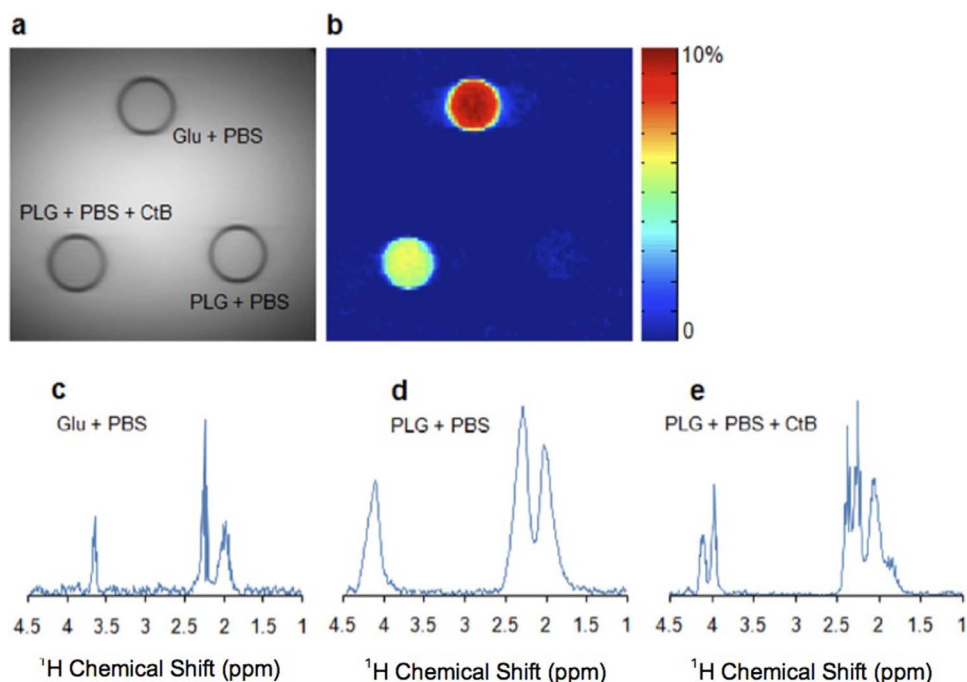 a
b
Glu + PBS
PLG + PBS + CtB
PLG + PBS
10%
0
c
Glu + PBS
d
PLG + PBS
e
PLG + PBS + CtB
4.5 4 3.5 3 2.5 2 1.5 1
4.5 4 3.5 3 2.5 2 1.5 1
4.5 4 3.5 3 2.5 2 1.5 1
¹H Chemical Shift (ppm)
¹H Chemical Shift (ppm)
¹H Chemical Shift (ppm)